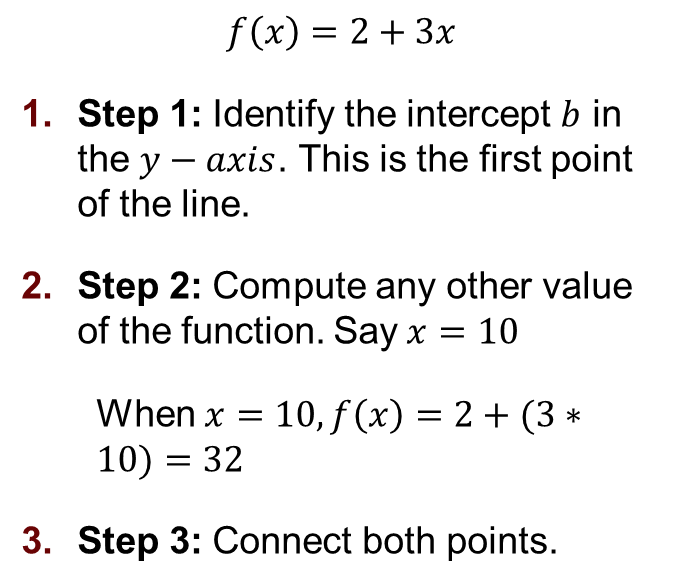 f(x) = 2 + 3x
1. Step 1: Identify the intercept b in
the y − axis. This is the first point
of the line.
2. Step 2: Compute any other value
of the function. Say x = 10
When x = 10, f(x) = 2 + (3 ∗
10) = 32
3. Step 3: Connect both points.